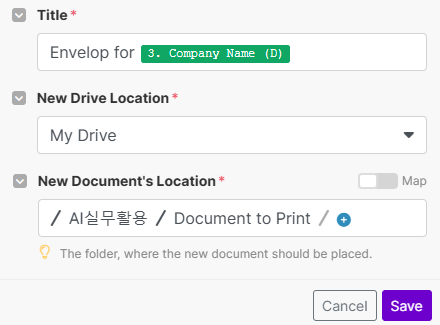 Title *
Envelop for 3. Company Name (D)
New Drive Location *
My Drive
New Document's Location * Map
/ AI실무활용 / Document to Print /
The folder, where the new document should be placed.
Cancel Save